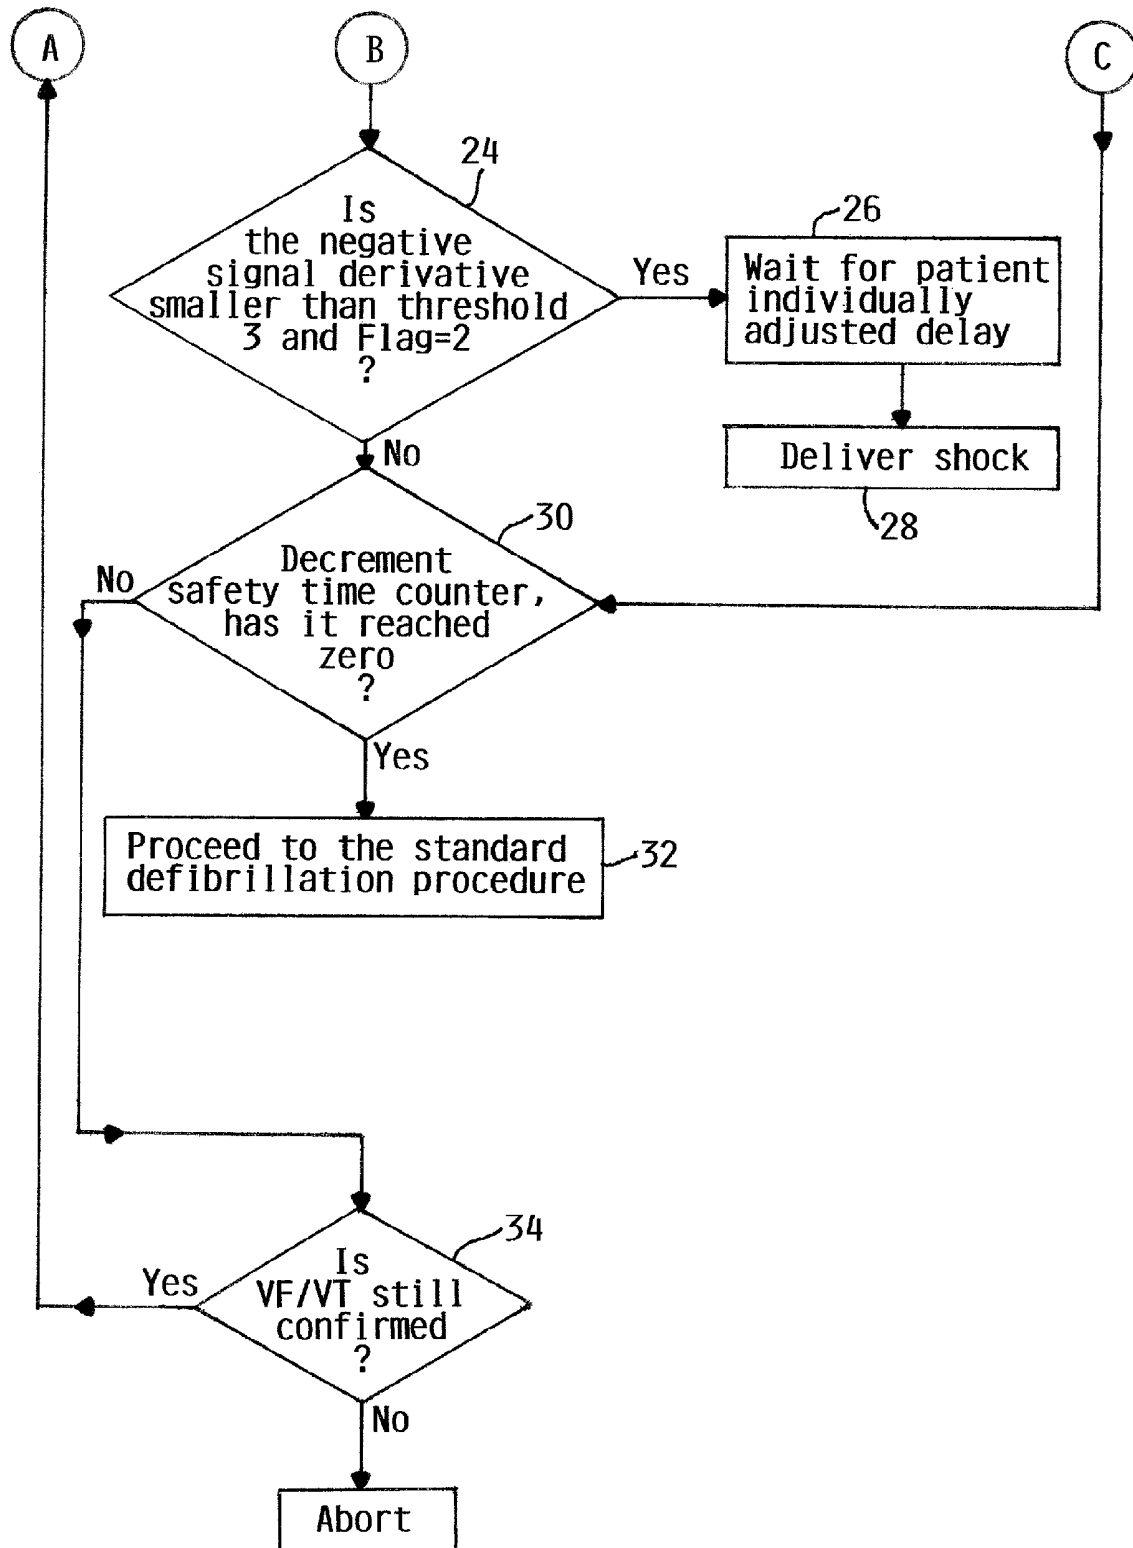 A
B
C
24
Is
the negative
signal derivative
smaller than threshold
3 and Flag=2
?
Yes
26
Wait for patient
individually
adjusted delay
No
Deliver shock
28
30
Decrement
safety time counter,
has it reached
zero
?
No
Yes
Proceed to the standard
defibrillation procedure
32
34
Is
VF/VT still
confirmed
?
Yes
No
Abort